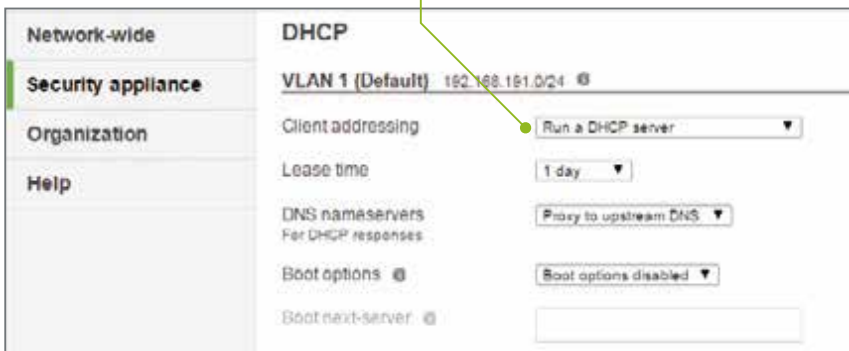 Network-wide
Security appliance
Organization
Help
DHCP
VLAN 1 (Default) 192.168.191.0/24
Client addressing Run a DHCP server
Lease time 1 day
DNS nameservers Proxy to upstream DNS
For DHCP responses
Boot options Boot options disabled
Boot next-server